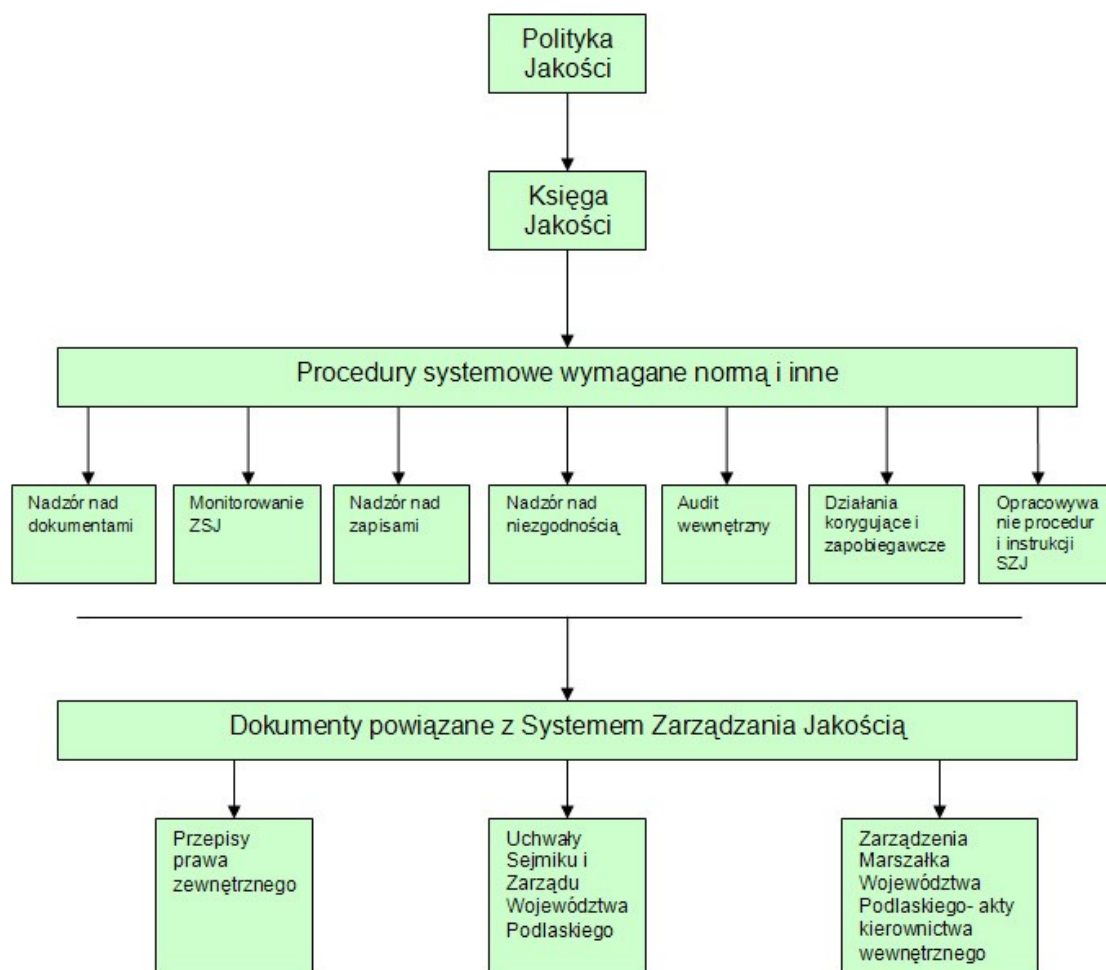 Polityka
Jakości
Księga
Jakości
Procedury systemowe wymagane normą i inne
Nadzór nad
dokumentami
Monitorowanie
ZSJ
Nadzór nad
zapisami
Nadzór nad
niezgodnością
Audit
wewnętrzny
Działania
korygujące i
zapobiegawcze
Opracowywa
nie procedur
i instrukcji
SZJ
Dokumenty powiązane z Systemem Zarządzania Jakością
Przepisy
prawa
zewnętrznego
Uchwały
Sejmiku i
Zarządu
Województwa
Podlaskiego
Zarządzenia
Marszałka
Województwa
Podlaskiego- akty
kierownictwa
wewnętrznego